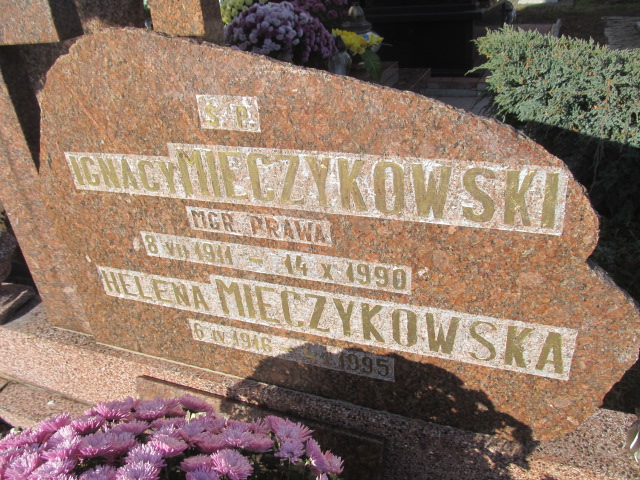 Ś. P.
IGNACY MIECZYKOWSKI
MGR. PRAWA
8 VII 1911 - 14 X 1990
HELENA MIECZYKOWSKA
6 IV 1916 - 1995